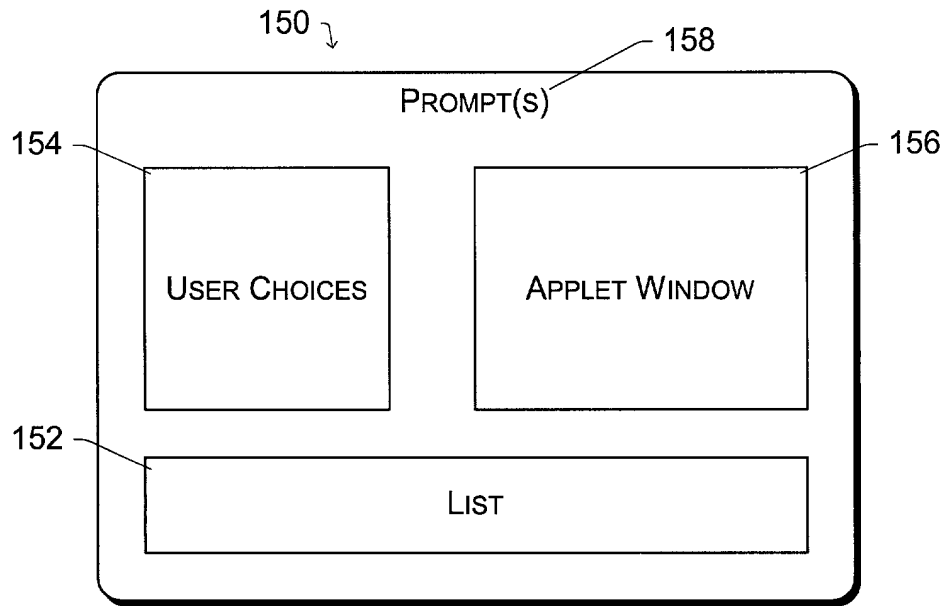 150
158
PROMPT(S)
154
156
USER CHOICES
APPLET WINDOW
152
LIST